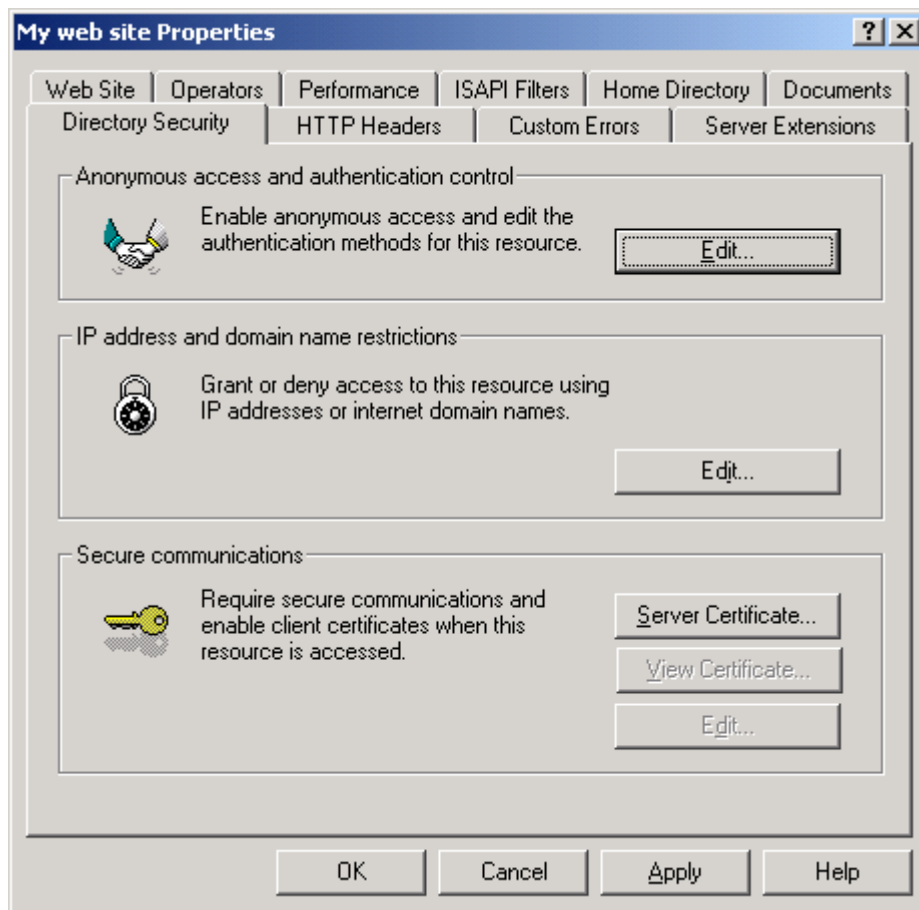 My web site Properties
Web Site Operators Performance ISAPI Filters Home Directory Documents
Directory Security HTTP Headers Custom Errors Server Extensions
Anonymous access and authentication control
Enable anonymous access and edit the
authentication methods for this resource.
Edit...
IP address and domain name restrictions
Grant or deny access to this resource using
IP addresses or internet domain names.
Edit...
Secure communications
Require secure communications and
enable client certificates when this
resource is accessed.
Server Certificate...
View Certificate...
Edit...
OK Cancel Apply Help